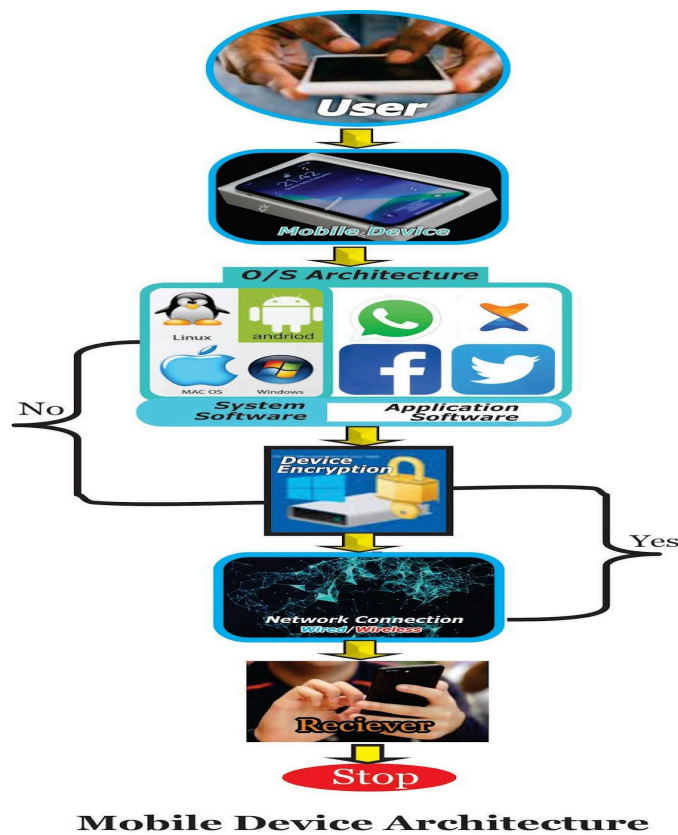 User
21:42
Mobile Device
O/S Architecture
Linux
andriod
MAC OS
Windows
System
Software
Application
Software
No
Device
Encryption
Yes
Network Connection
Wired/Wireless
Reciever
Stop
Mobile Device Architecture